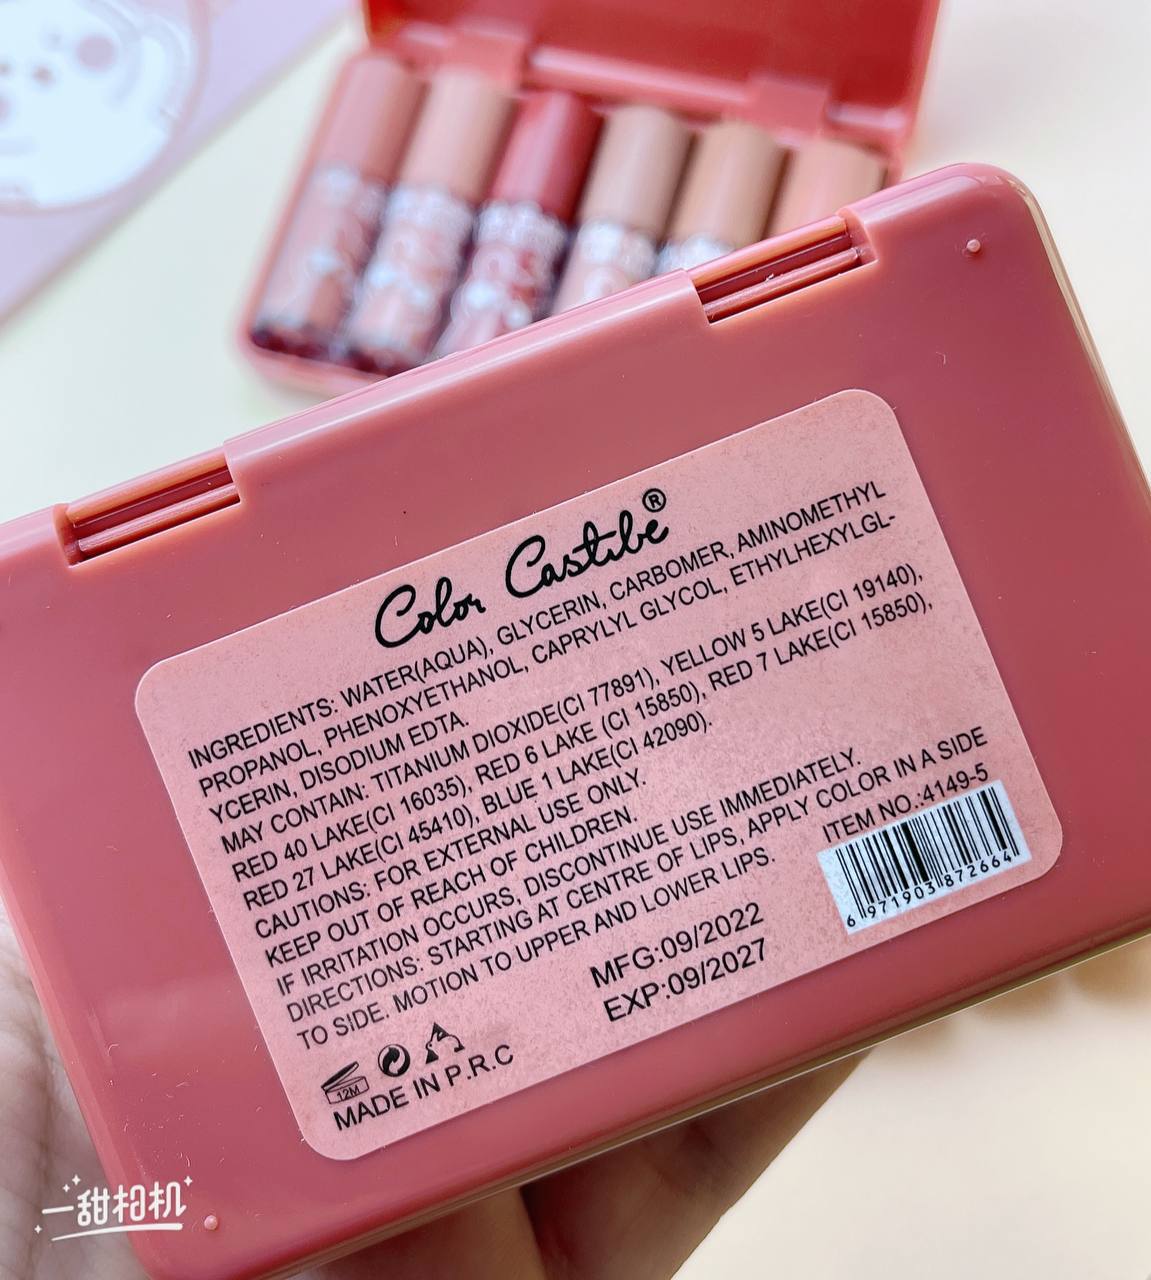 Color Castibe®
INGREDIENTS: WATER(AQUA), GLYCERIN, CARBOMER, AMINOMETHYL
PROPANOL, PHENOXYETHANOL, CAPRYLYL GLYCOL, ETHYLHEXYLGL-
YCERIN, DISODIUM EDTA.
MAY CONTAIN: TITANIUM DIOXIDE(CI 77891), YELLOW 5 LAKE(CI 19140),
RED 40 LAKE(CI 16035), RED 6 LAKE (CI 15850), RED 7 LAKE(CI 15850),
RED 27 LAKE(CI 45410), BLUE 1 LAKE(CI 42090).
CAUTIONS: FOR EXTERNAL USE ONLY.
KEEP OUT OF REACH OF CHILDREN.
IF IRRITATION OCCURS, DISCONTINUE USE IMMEDIATELY.
DIRECTIONS: STARTING AT CENTRE OF LIPS, APPLY COLOR IN A SIDE
TO SIDE. MOTION TO UPPER AND LOWER LIPS.
ITEM NO.:4149-5
6 971903 872664
MFG:09/2022
EXP:09/2027
12M
MADE IN P.R.C
一甜相机